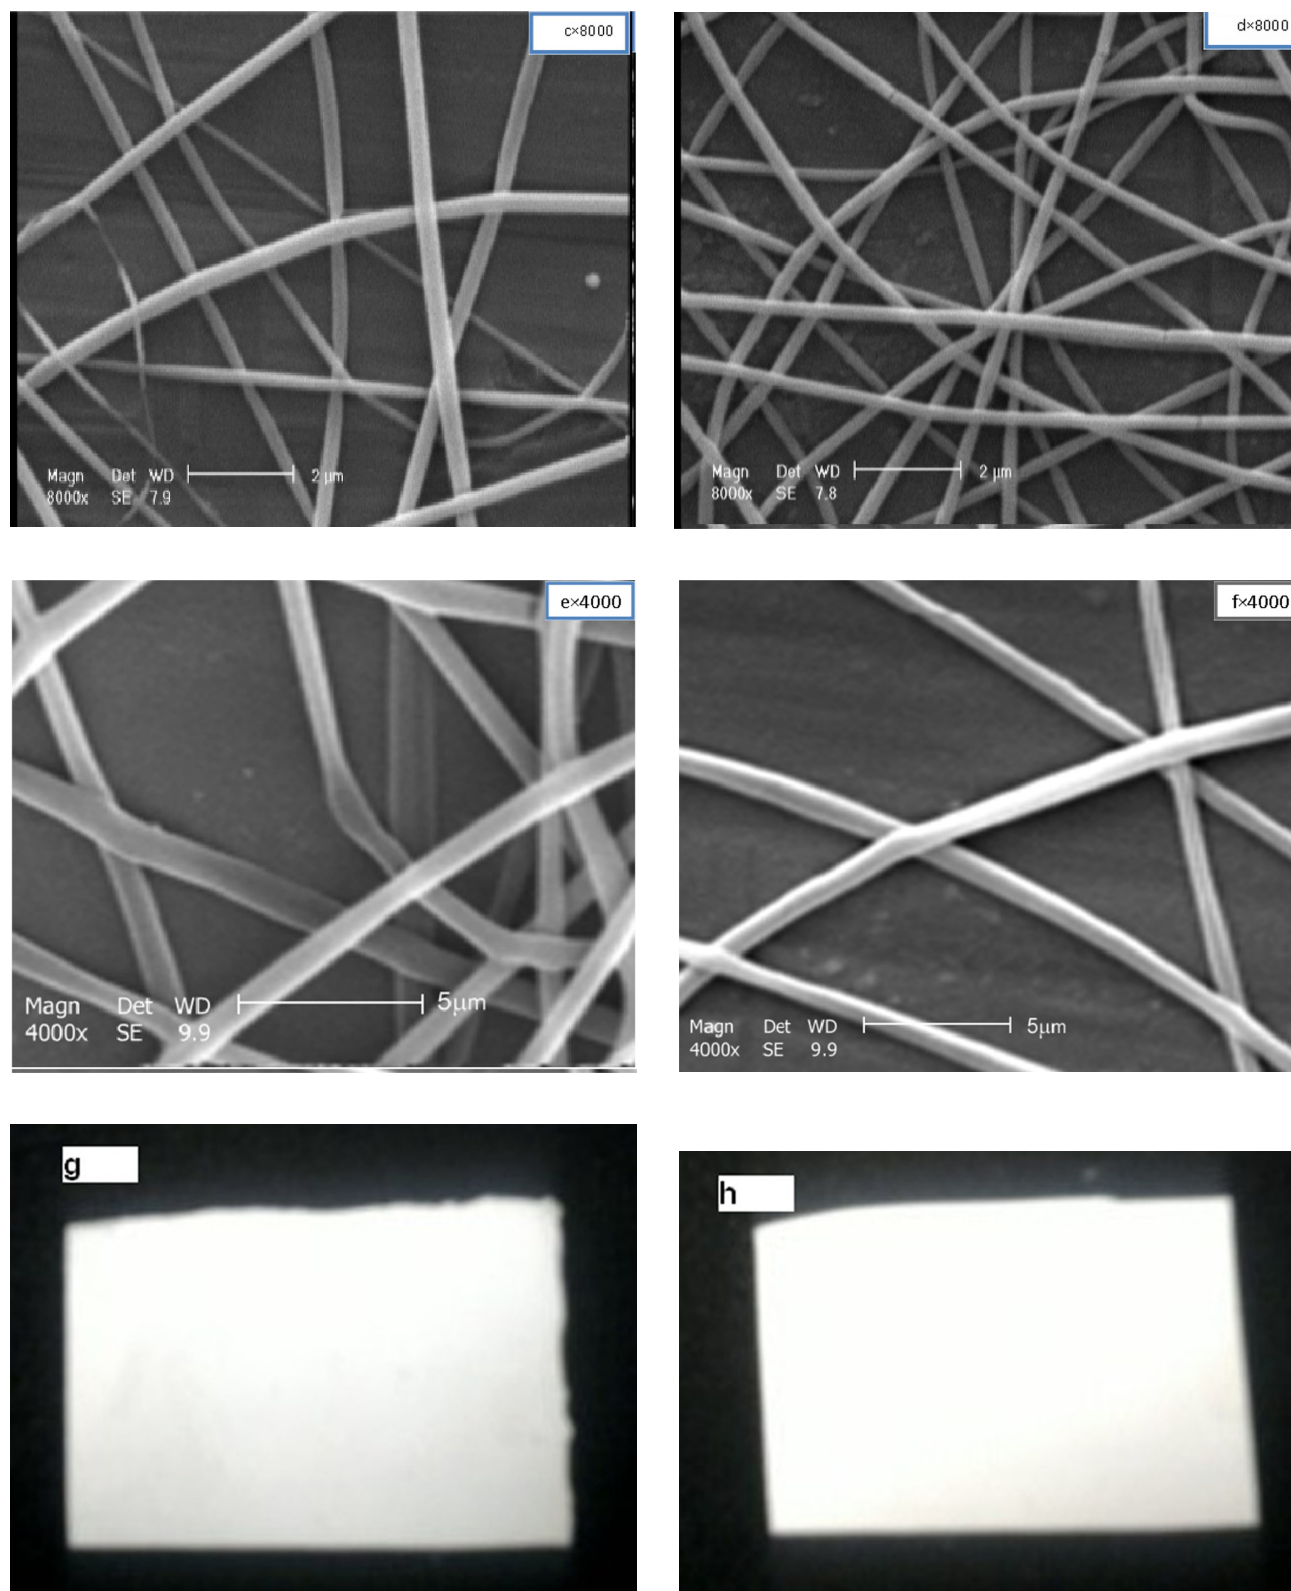 c×8000
Magn Det WD 2 µm
8000x SE 7.9
d×8000
Magn Det WD 2 µm
8000x SE 7.8
e×4000
Magn Det WD 5µm
4000x SE 9.9
f×4000
Magn Det WD 5µm
4000x SE 9.9
g
h